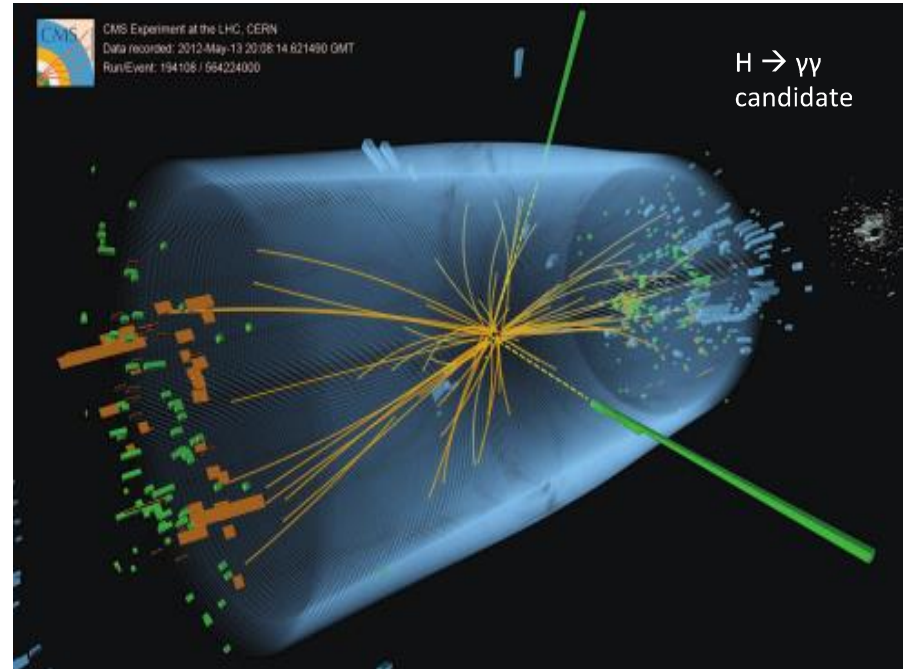 CMS
CMS Experiment at the LHC, CERN
Data recorded: 2012-May-13 20:08:14.621490 GMT
Run/Event: 194108 / 564224000
H → γγ
candidate